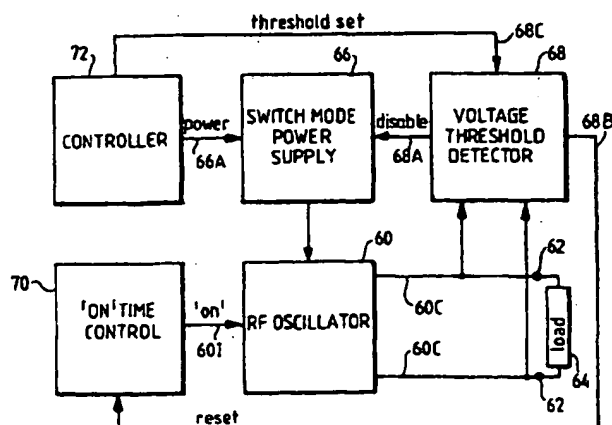 threshold set
72
66
68C
68
CONTROLLER
power
66A
SWITCH MODE
POWER
SUPPLY
disable
68A
VOLTAGE
THRESHOLD
DETECTOR
68B
70
60
62
'ON' TIME
CONTROL
'on'
60I
RF OSCILLATOR
60C
60C
load
64
62
reset